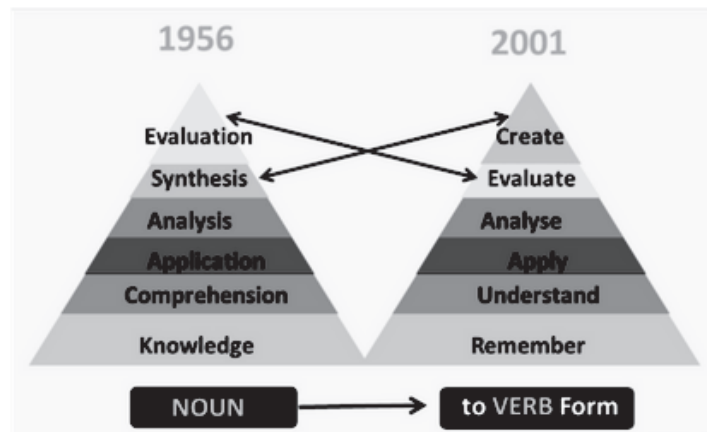 1956
2001
Evaluation
Create
Synthesis
Evaluate
Analysis
Analyse
Application
Apply
Comprehension
Understand
Knowledge
Remember
NOUN
to VERB Form